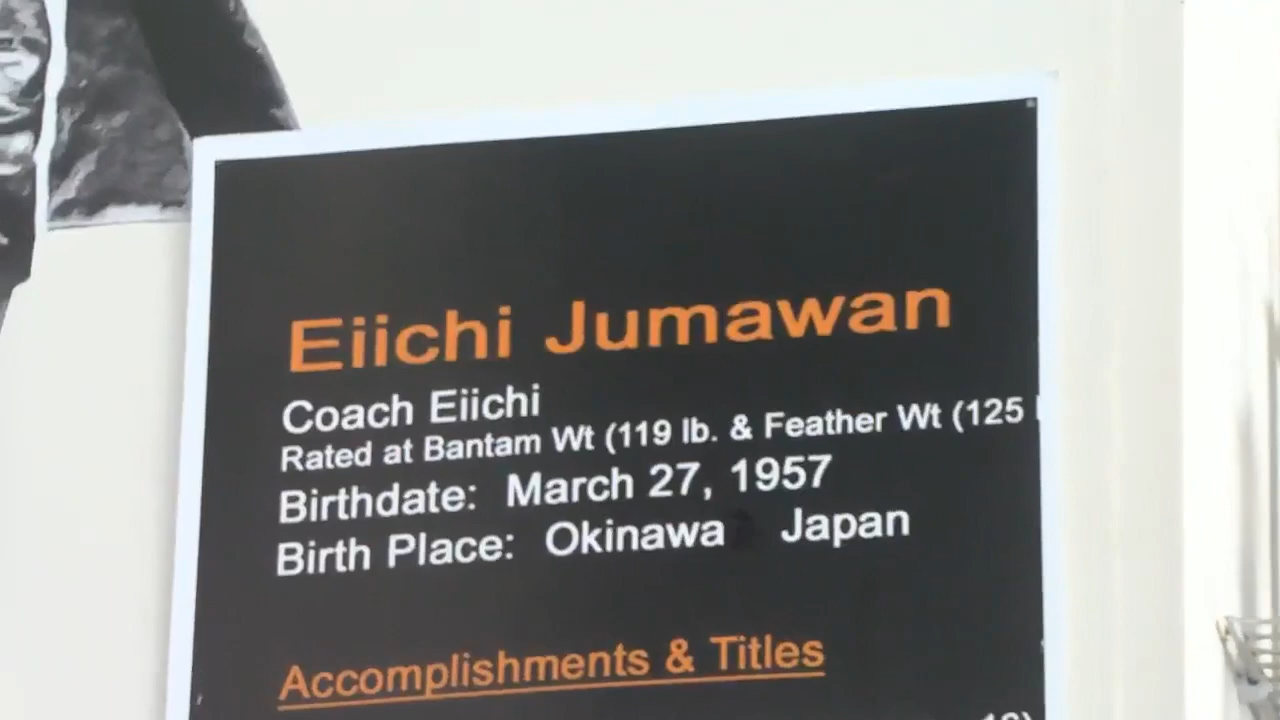 Eiichi Jumawan
Coach Eiichi
Rated at Bantam Wt (119 lb. & Feather Wt (125
Birthdate: March 27, 1957
Birth Place: Okinawa Japan
Accomplishments & Titles